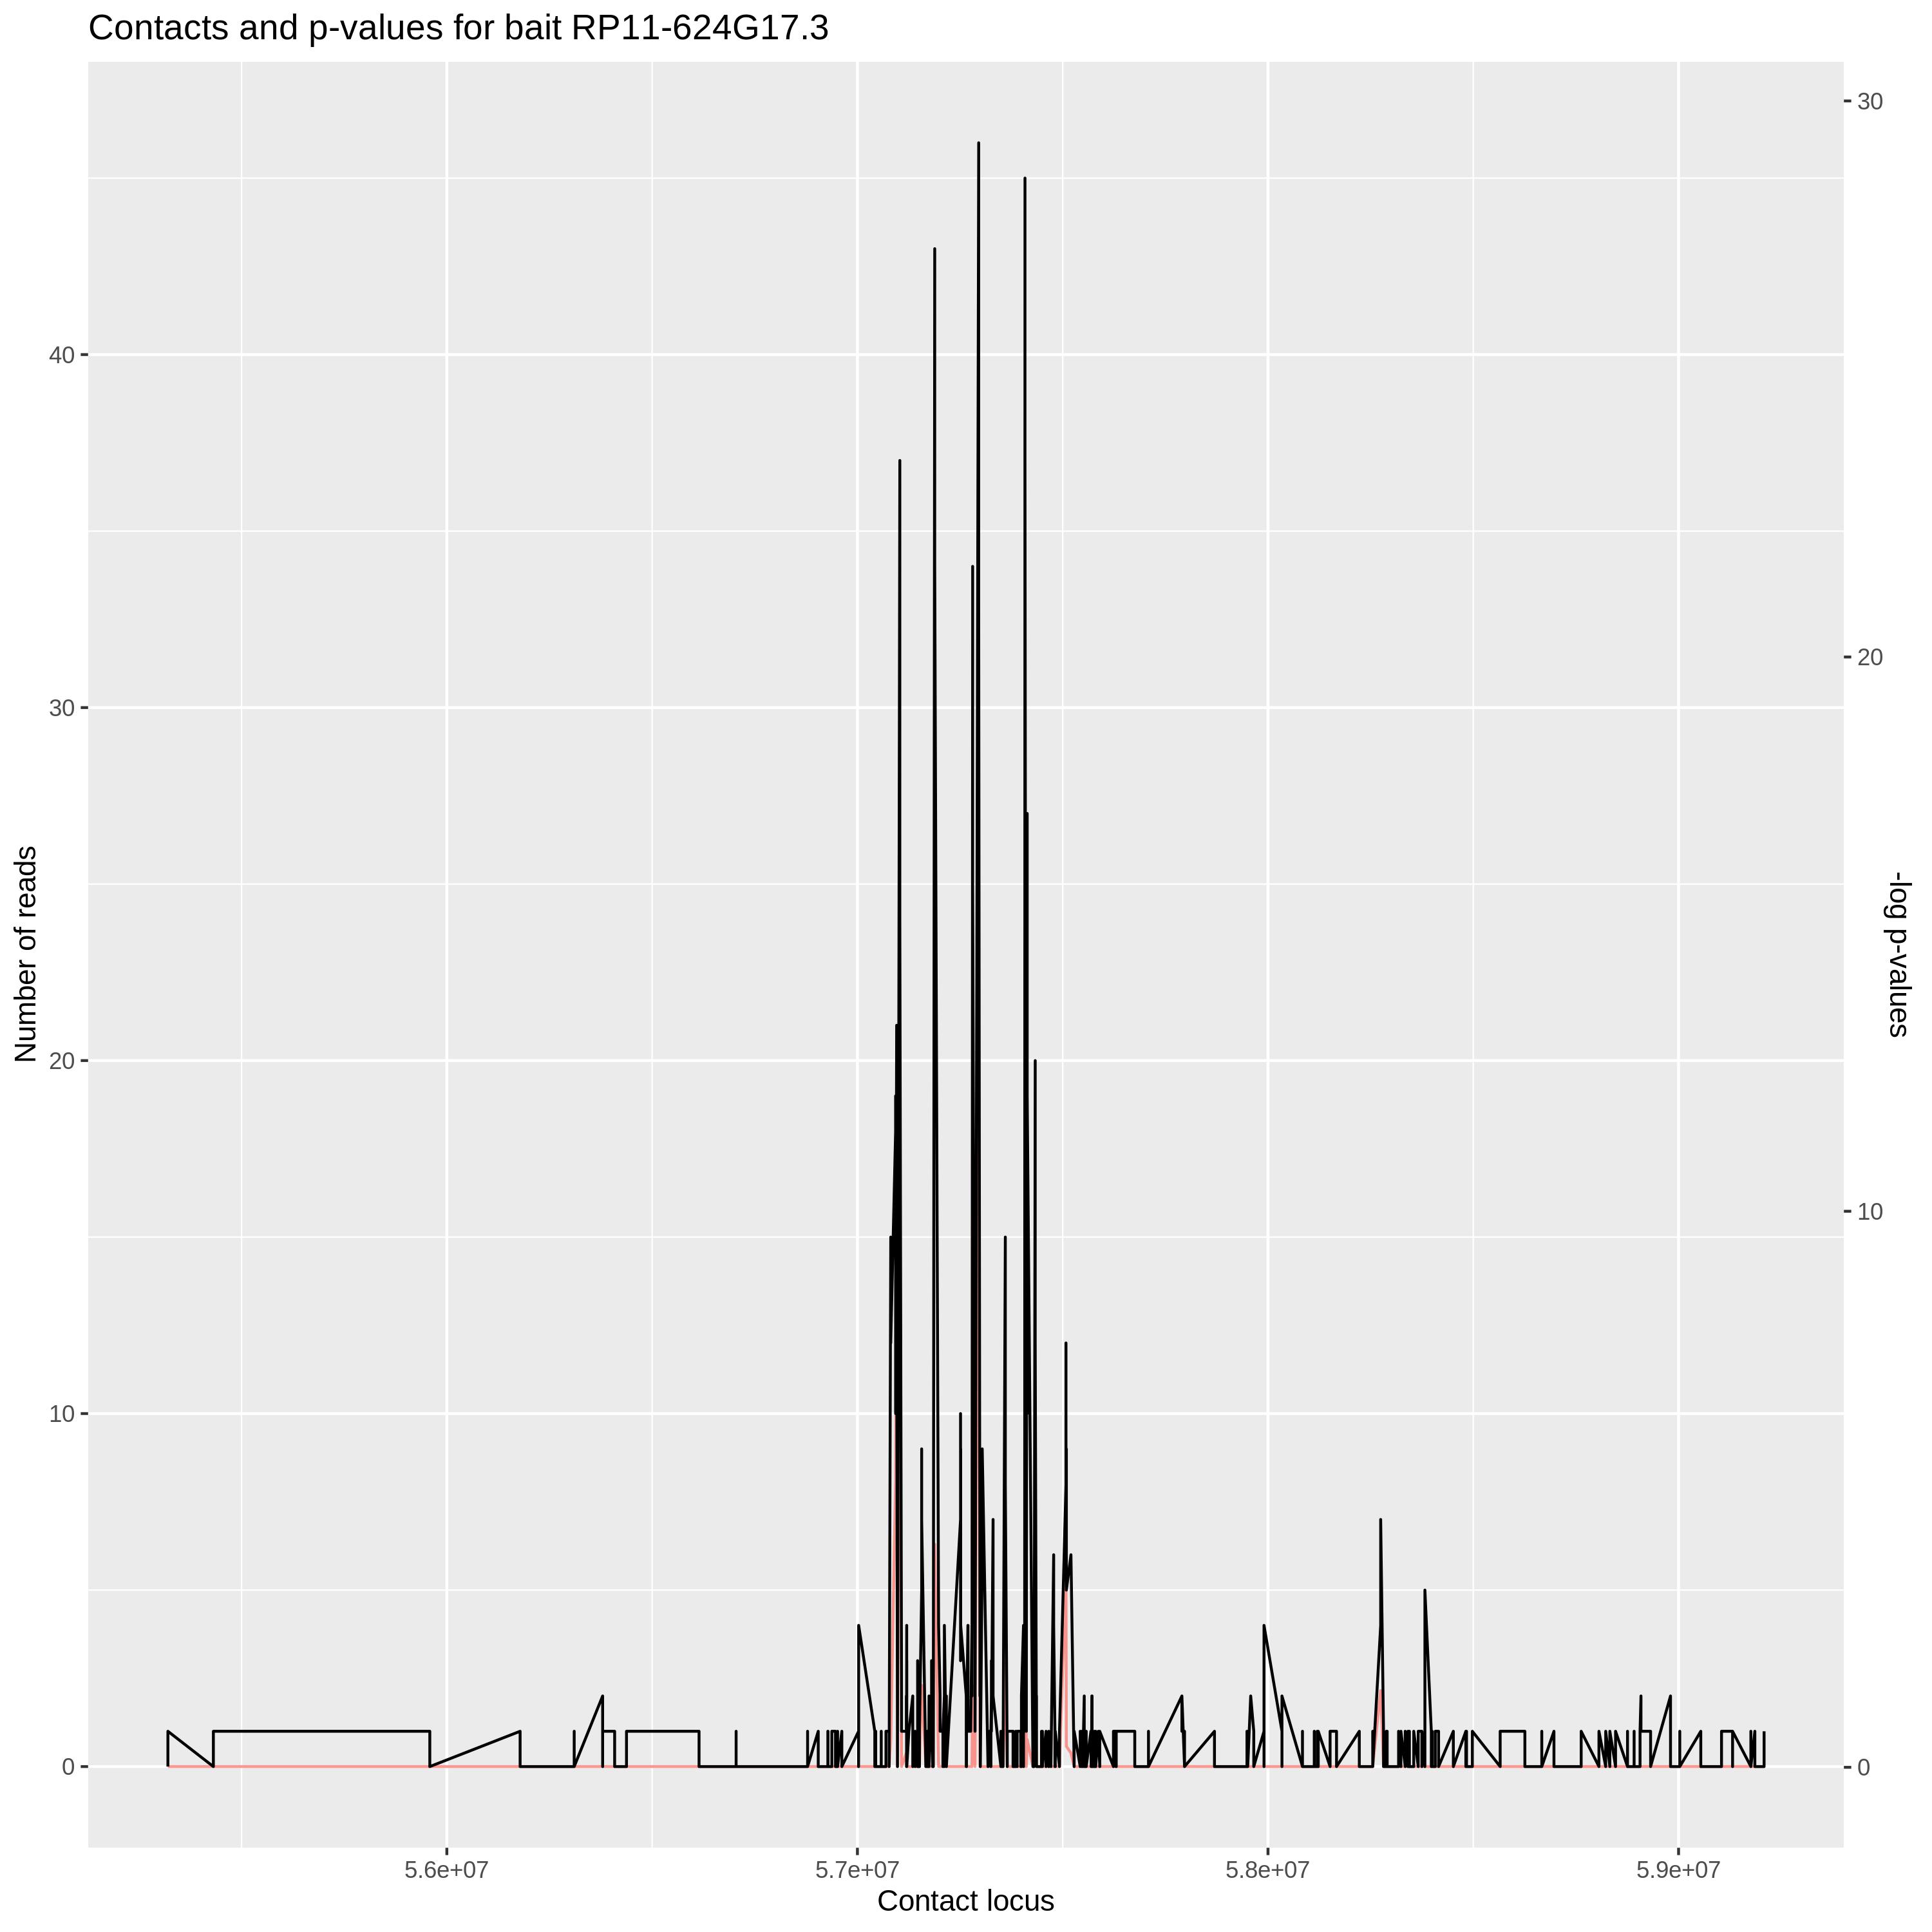 Contacts and p-values for bait RP11-624G17.3
Number of reads
40
30
20
10
0
30
20
10
0
-log p-values
5.6e+07 5.7e+07 5.8e+07 5.9e+07
Contact locus